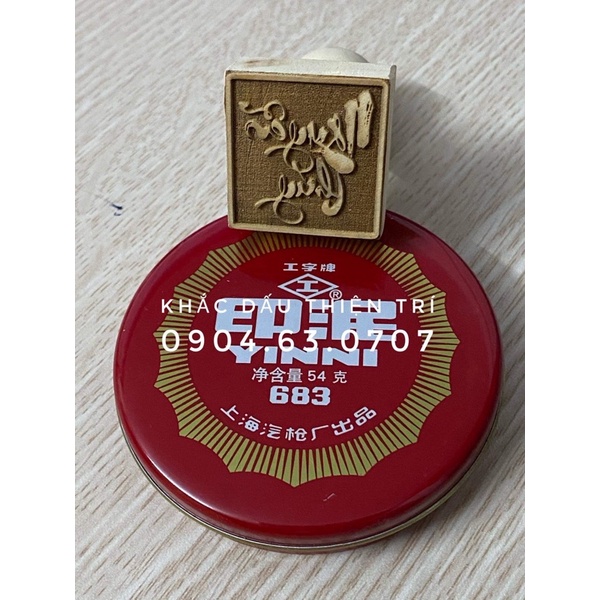 工字牌
工
®
KHẮC DẤU THIÊN TRÍ
印泥
0904.63.0707
YINNI
净含量 54 克
683
上海汽枪厂出品